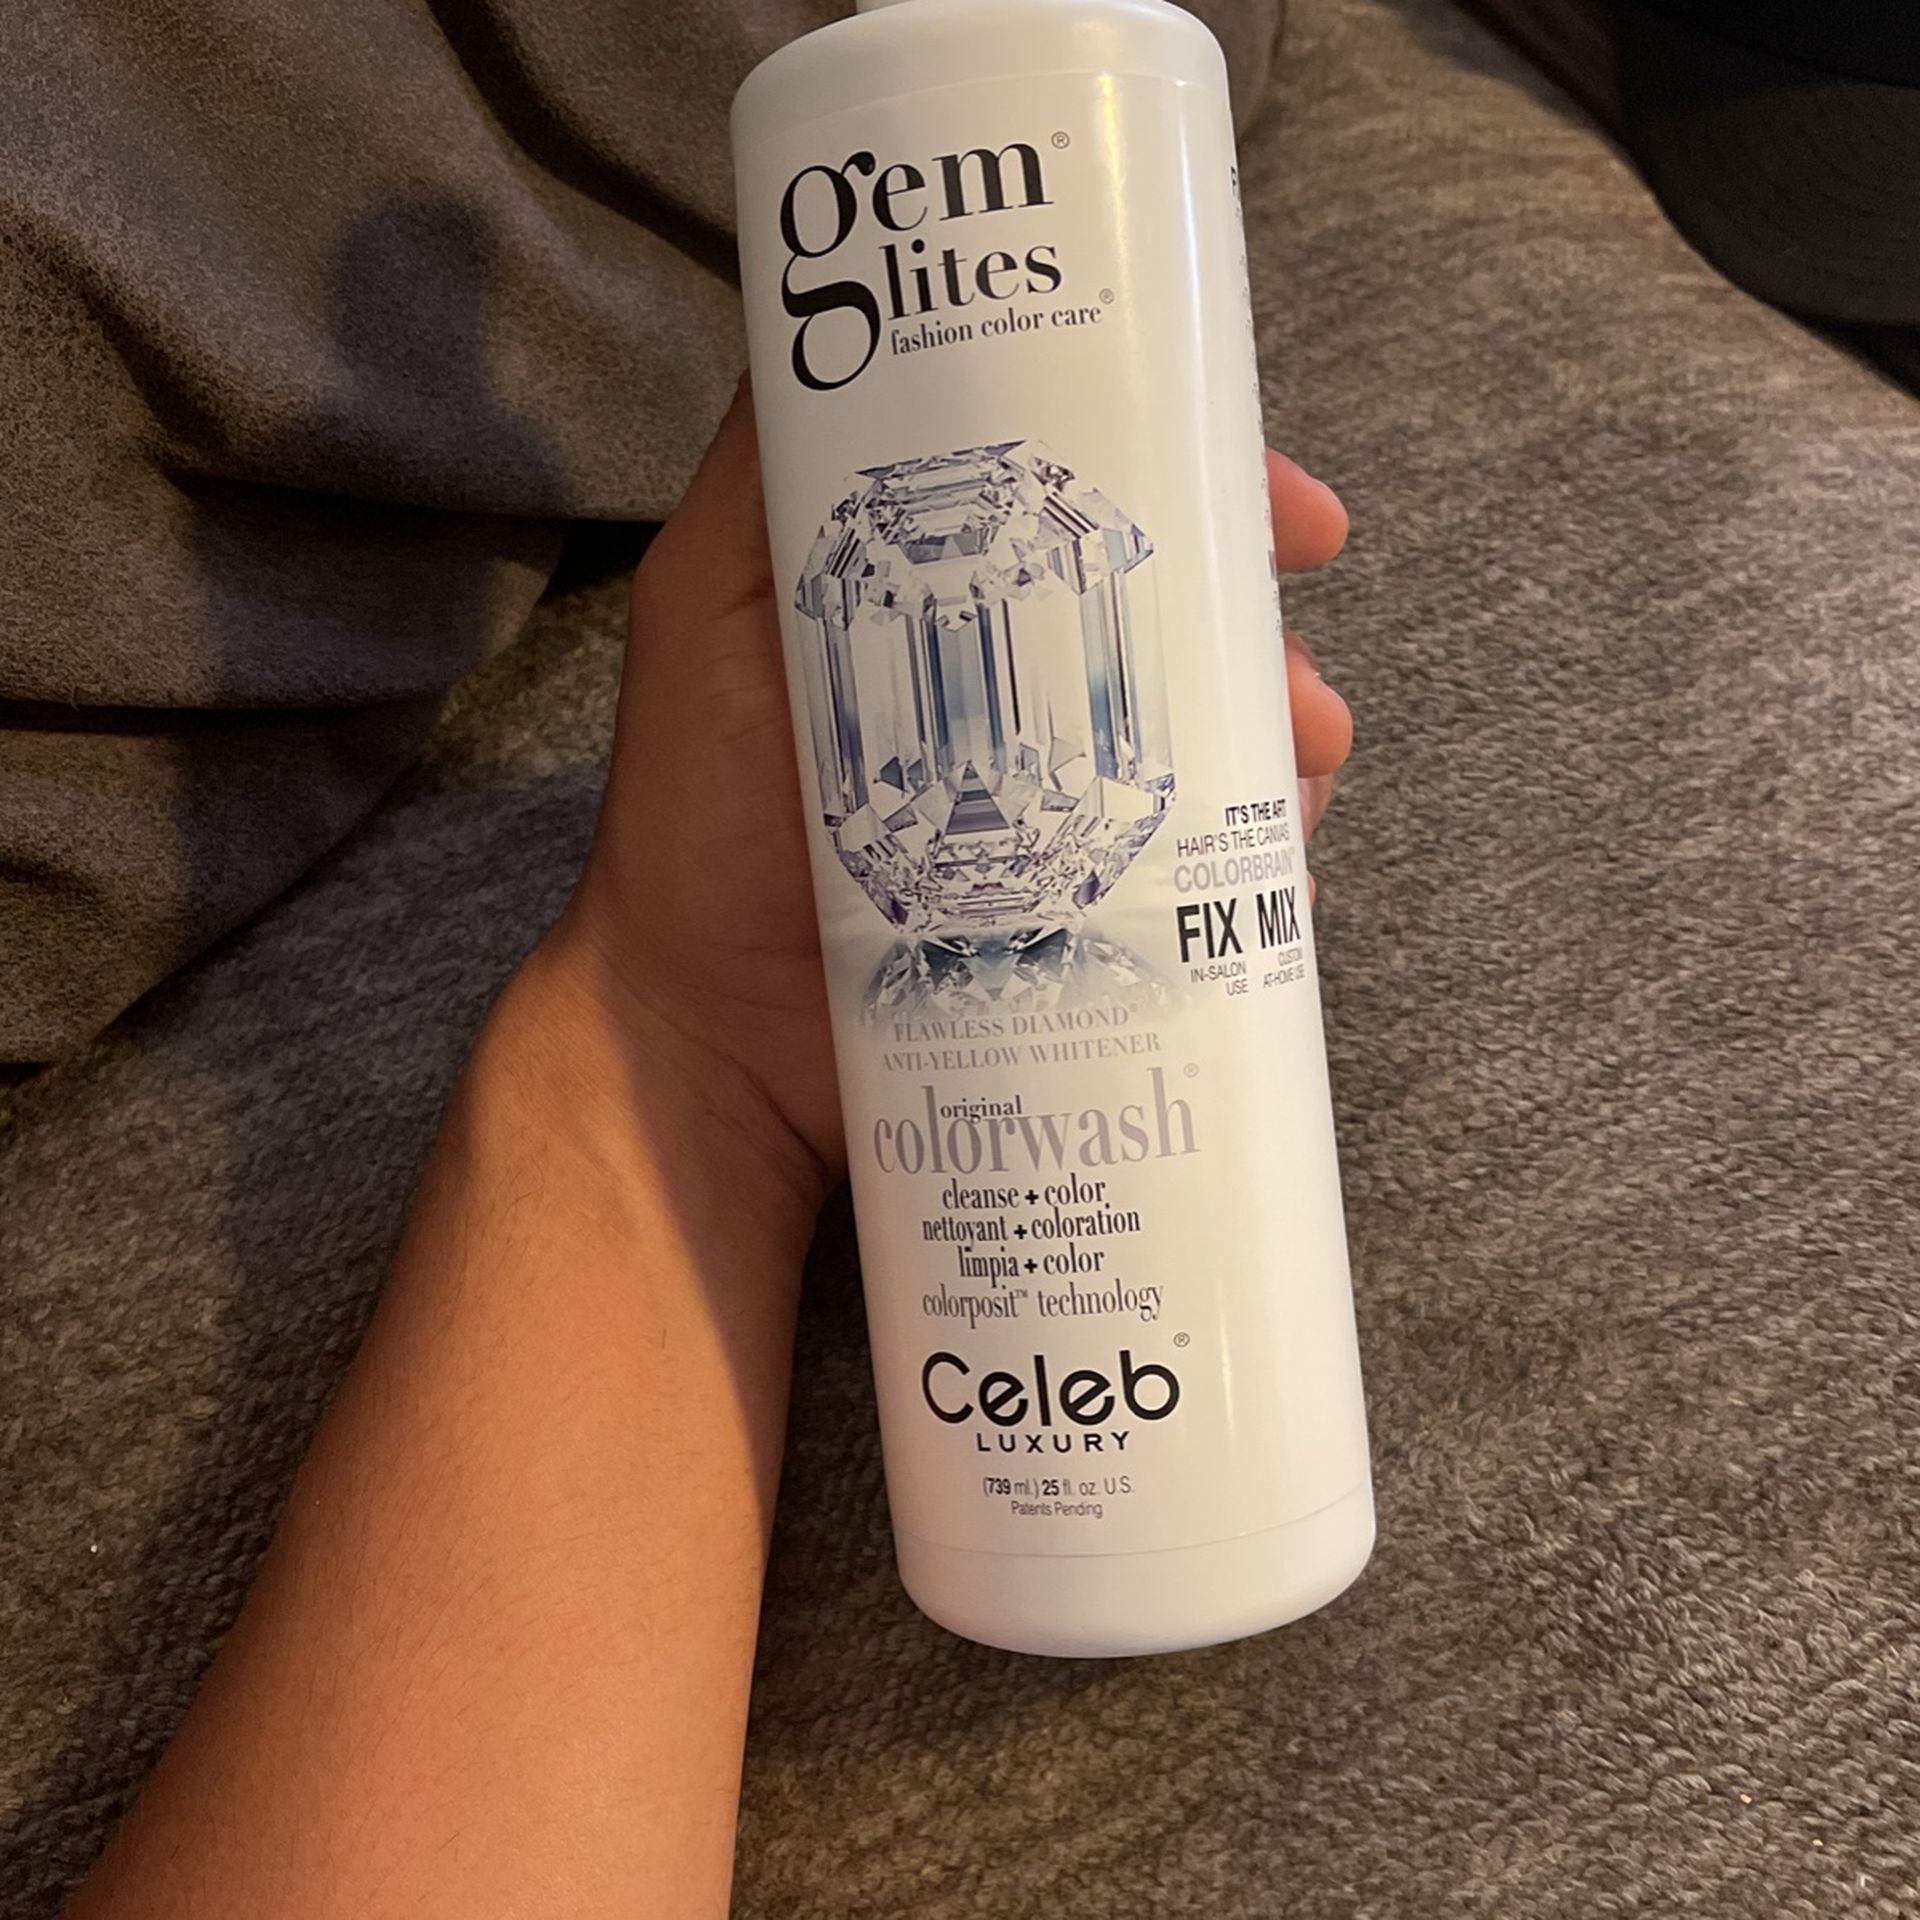 gem®
lites
fashion color care®
IT'S THE ART
HAIR'S THE CANVAS
COLORBRAIN™
FIX MIX
IN-SALON USE
CUSTOM AT-HOME USE
FLAWLESS DIAMOND®
ANTI-YELLOW WHITENER
original
colorwash®
cleanse + color
nettoyant + coloration
limpia + color
colorposit™ technology
Celeb®
LUXURY
(739 ml.) 25 fl. oz. U.S.
Patents Pending